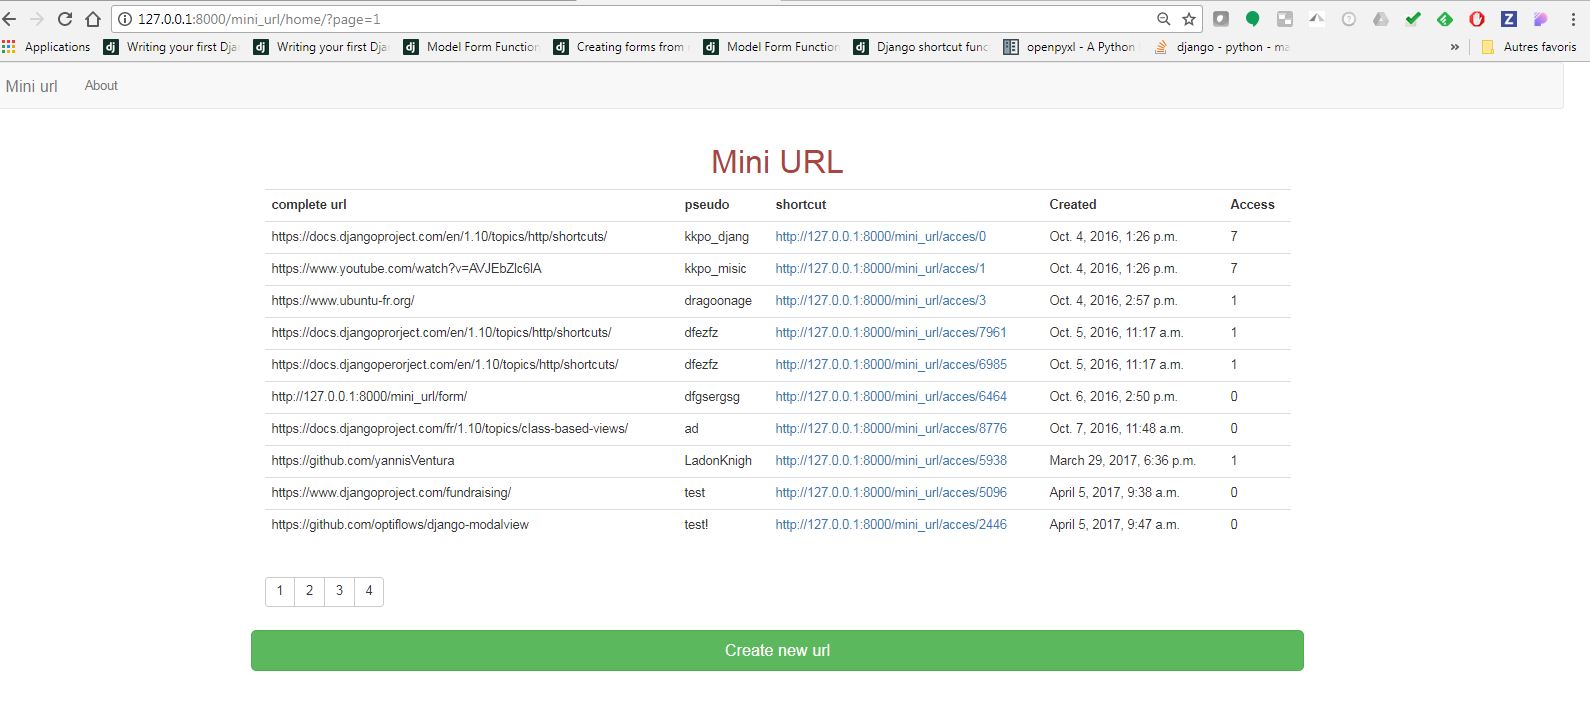 127.0.0.1:8000/mini_url/home/?page=1
Applications dj Writing your first Dja dj Writing your first Dja dj Model Form Function dj Creating forms from dj Model Form Function dj Django shortcut func openpyxl - A Python django - python - ma » Autres favoris
Mini url About
Mini URL
complete url pseudo shortcut Created Access
https://docs.djangoproject.com/en/1.10/topics/http/shortcuts/ kkpo_djang http://127.0.0.1:8000/mini_url/acces/0 Oct. 4, 2016, 1:26 p.m. 7
https://www.youtube.com/watch?v=AVJEbZlc6lA kkpo_misic http://127.0.0.1:8000/mini_url/acces/1 Oct. 4, 2016, 1:26 p.m. 7
https://www.ubuntu-fr.org/ dragoonage http://127.0.0.1:8000/mini_url/acces/3 Oct. 4, 2016, 2:57 p.m. 1
https://docs.djangoprorject.com/en/1.10/topics/http/shortcuts/ dfezfz http://127.0.0.1:8000/mini_url/acces/7961 Oct. 5, 2016, 11:17 a.m. 1
https://docs.djangoperorject.com/en/1.10/topics/http/shortcuts/ dfezfz http://127.0.0.1:8000/mini_url/acces/6985 Oct. 5, 2016, 11:17 a.m. 1
http://127.0.0.1:8000/mini_url/form/ dfgsergsg http://127.0.0.1:8000/mini_url/acces/6464 Oct. 6, 2016, 2:50 p.m. 0
https://docs.djangoproject.com/fr/1.10/topics/class-based-views/ ad http://127.0.0.1:8000/mini_url/acces/8776 Oct. 7, 2016, 11:48 a.m. 0
https://github.com/yannisVentura LadonKnigh http://127.0.0.1:8000/mini_url/acces/5938 March 29, 2017, 6:36 p.m. 1
https://www.djangoproject.com/fundraising/ test http://127.0.0.1:8000/mini_url/acces/5096 April 5, 2017, 9:38 a.m. 0
https://github.com/optiflows/django-modalview test! http://127.0.0.1:8000/mini_url/acces/2446 April 5, 2017, 9:47 a.m. 0
1 2 3 4
Create new url